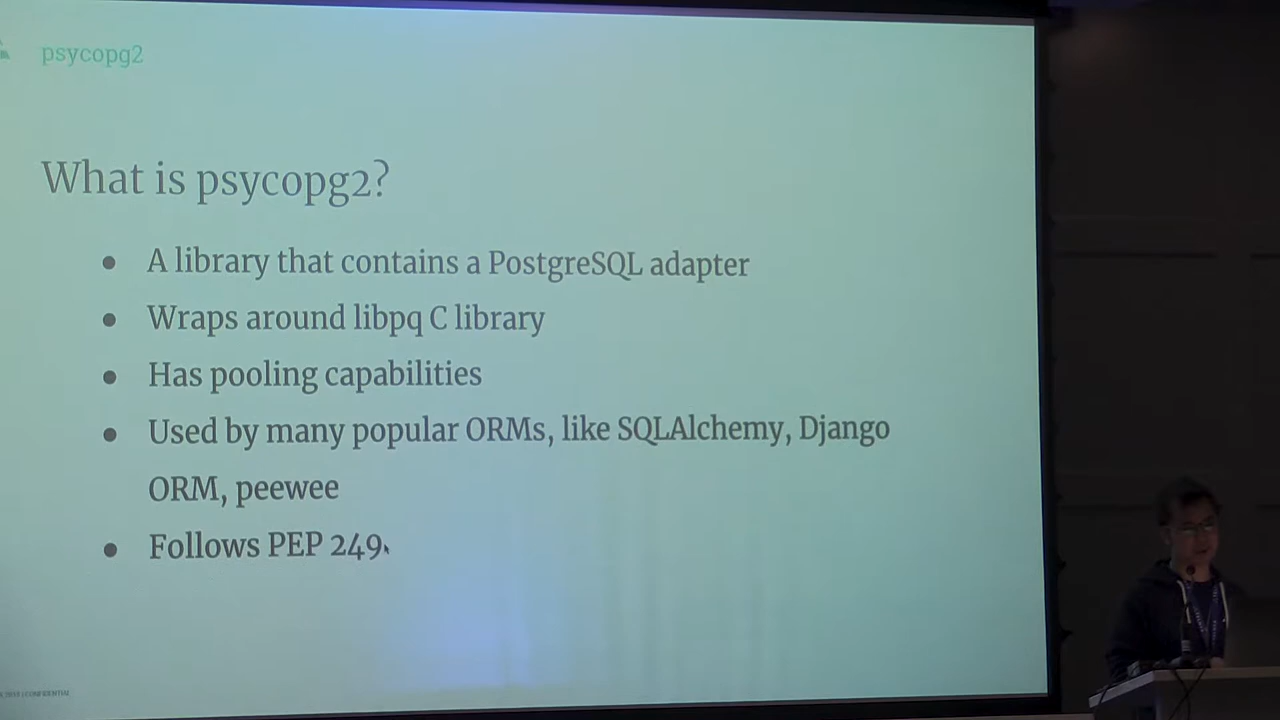 psycopg2
What is psycopg2?
● A library that contains a PostgreSQL adapter
● Wraps around libpq C library
● Has pooling capabilities
● Used by many popular ORMs, like SQLAlchemy, Django
ORM, peewee
● Follows PEP 249
| CONFIDENTIAL